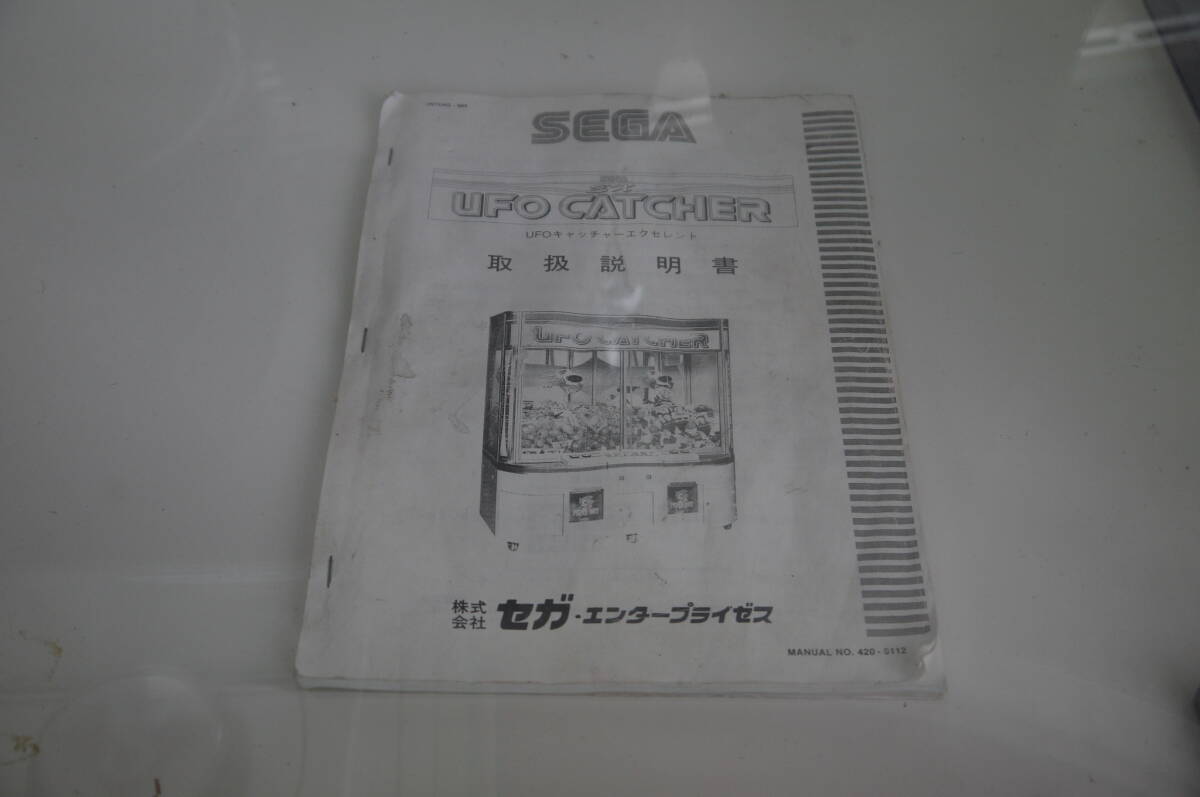 SEGA
UFO CATCHER
UFOキャッチャーエクセレント
取扱説明書
UFO CATCHER
株式会社 セガ・エンタープライゼス
MANUAL NO. 420-5112